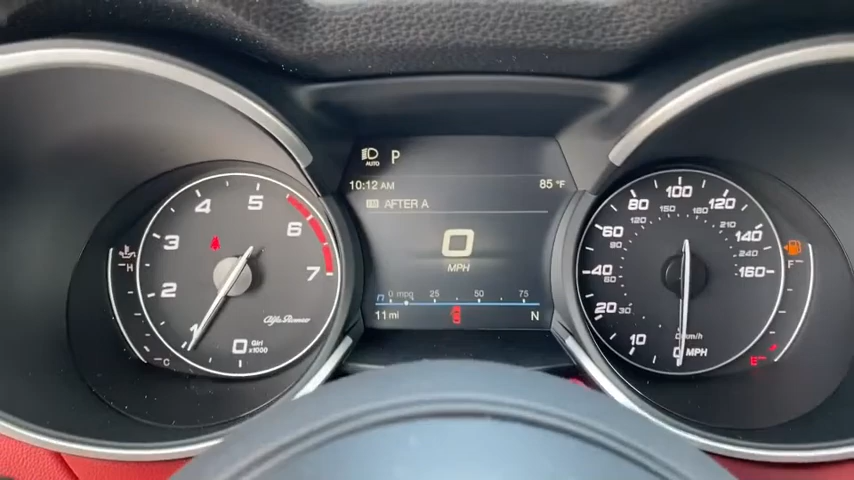 AUTO P
10:12 AM 85°F
FM AFTER A
0
MPH
0 mpg 25 50 75
11 mi N
H
C
0 1 2 3 4 5 6 7
Alfa Romeo
Giri
x1000
0 10 20 40 60 80 100 120 140 160
30 60 90 120 150 180 210 240
km/h
MPH
F
E